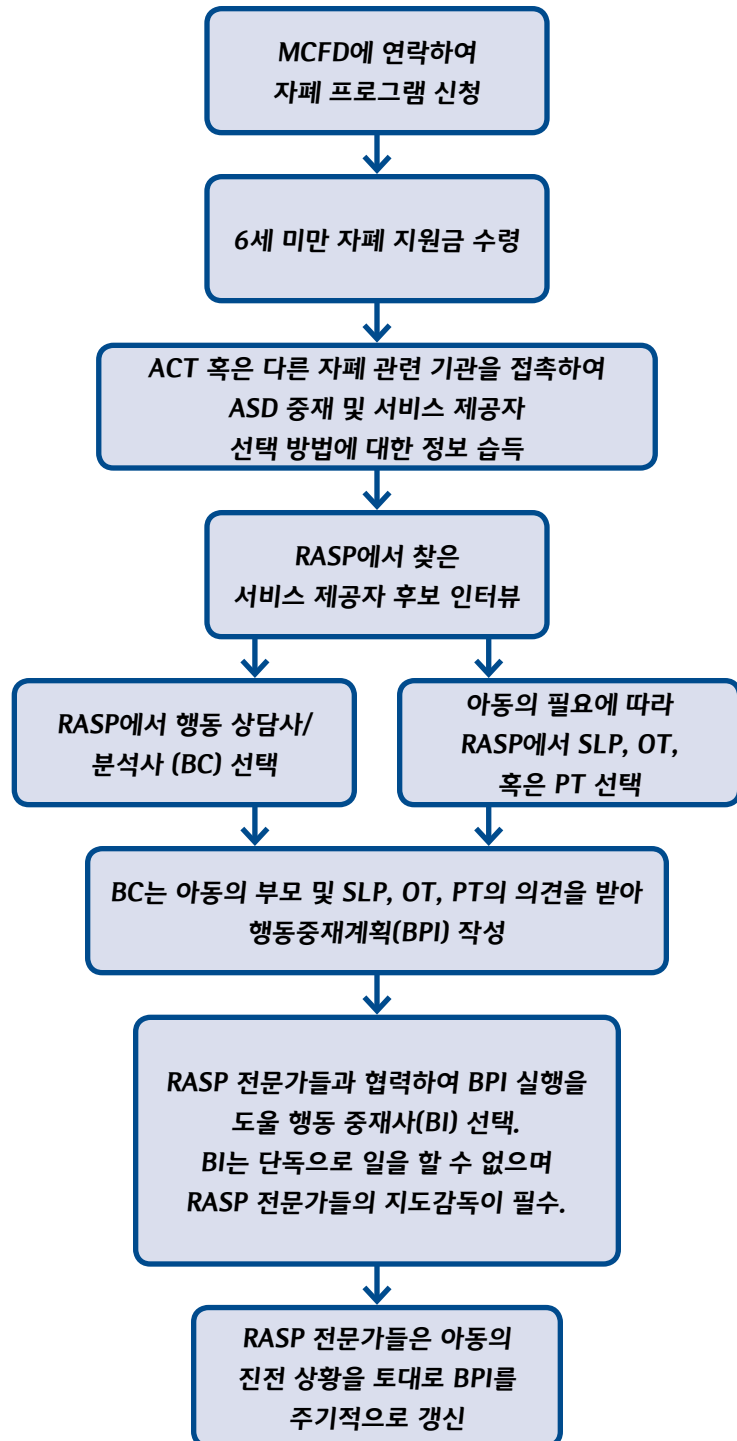 MCFD에 연락하여
자폐 프로그램 신청
6세 미만 자폐 지원금 수령
ACT 혹은 다른 자폐 관련 기관을 접촉하여
ASD 중재 및 서비스 제공자
선택 방법에 대한 정보 습득
RASP에서 찾은
서비스 제공자 후보 인터뷰
RASP에서 행동 상담사/
분석사 (BC) 선택
아동의 필요에 따라
RASP에서 SLP, OT,
혹은 PT 선택
BC는 아동의 부모 및 SLP, OT, PT의 의견을 받아
행동중재계획(BPI) 작성
RASP 전문가들과 협력하여 BPI 실행을
도울 행동 중재사(BI) 선택.
BI는 단독으로 일을 할 수 없으며
RASP 전문가들의 지도감독이 필수.
RASP 전문가들은 아동의
진전 상황을 토대로 BPI를
주기적으로 갱신